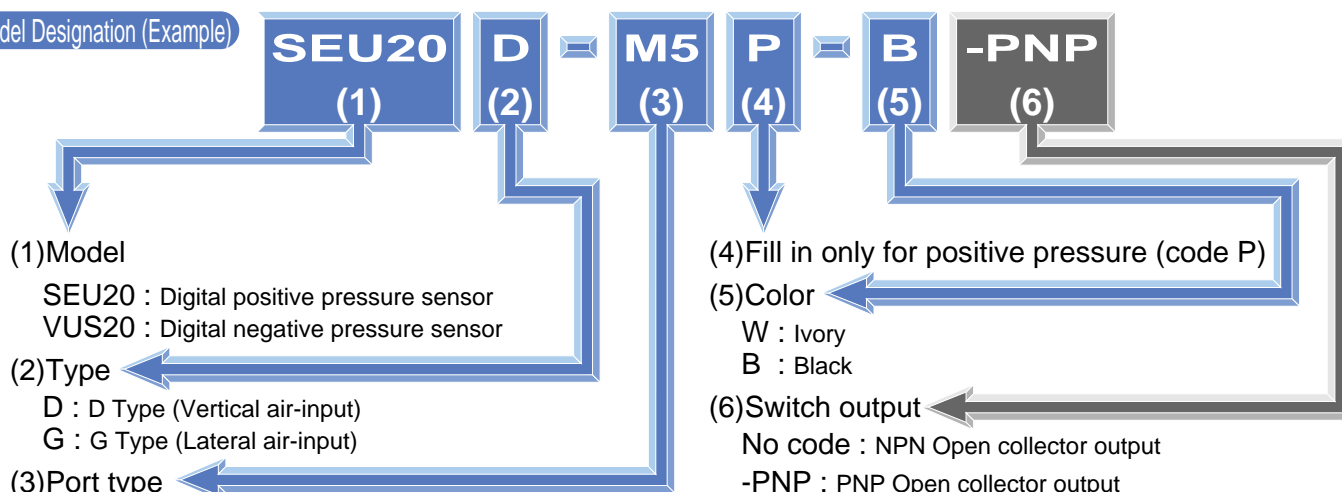 del Designation (Example)
SEU20 D = M5 P = B -PNP
(1) (2) (3) (4) (5) (6)
(1)Model
SEU20 : Digital positive pressure sensor
VUS20 : Digital negative pressure sensor
(2)Type
D : D Type (Vertical air-input)
G : G Type (Lateral air-input)
(3)Port type
(4)Fill in only for positive pressure (code P)
(5)Color
W : Ivory
B : Black
(6)Switch output
No code : NPN Open collector output
-PNP : PNP Open collector output